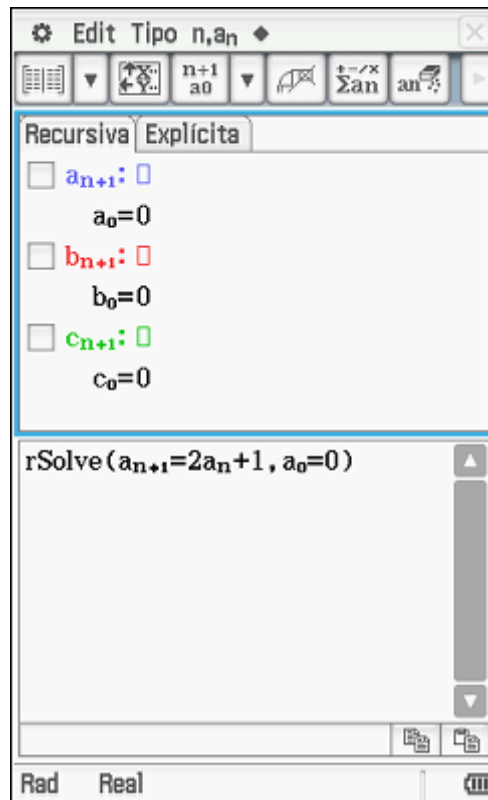 Edit Tipo n,aₙ
n+1 a0 +-/× Σan an
Recursiva Explícita
aₙ₊₁:
a₀=0
bₙ₊₁:
b₀=0
cₙ₊₁:
c₀=0
rSolve(aₙ₊₁=2aₙ+1,a₀=0)
Rad Real